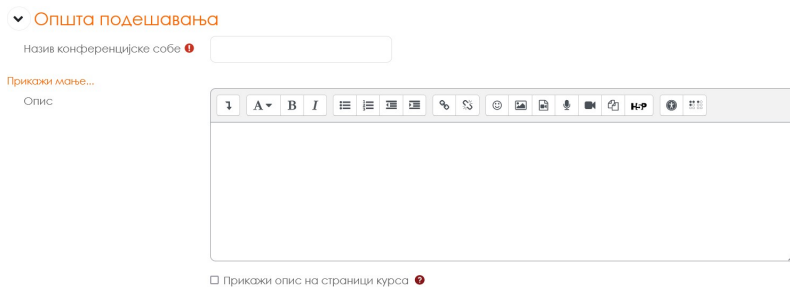 Општа подешавања
Назив конференцијске собе
Прикажи мање...
Опис
A B I H-P
Прикажи опис на страници курса